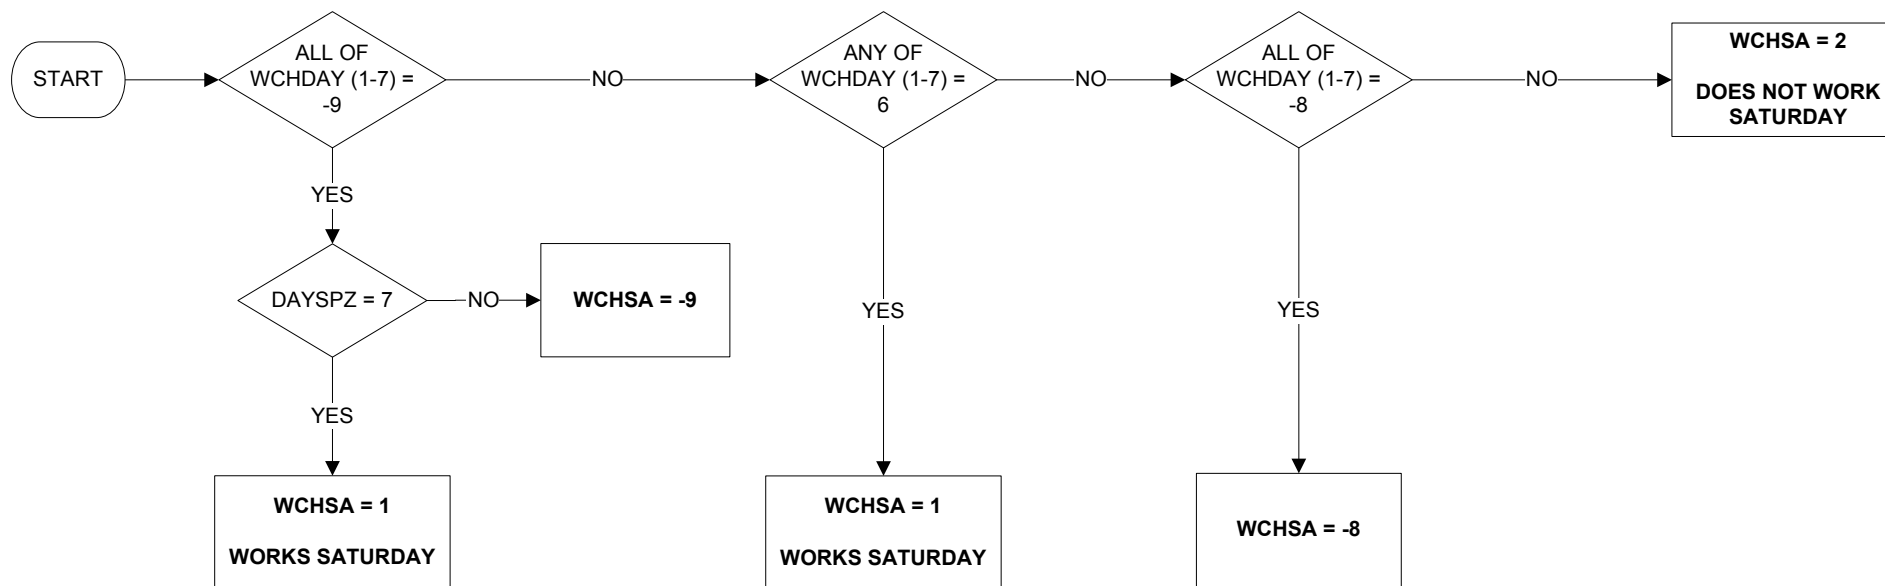 START
ALL OF
WCHDAY (1-7) =
-9
NO
ANY OF
WCHDAY (1-7) =
6
NO
ALL OF
WCHDAY (1-7) =
-8
NO
WCHSA = 2
DOES NOT WORK
SATURDAY
YES
DAYSPZ = 7
NO
WCHSA = -9
YES
YES
YES
WCHSA = 1
WORKS SATURDAY
WCHSA = 1
WORKS SATURDAY
WCHSA = -8